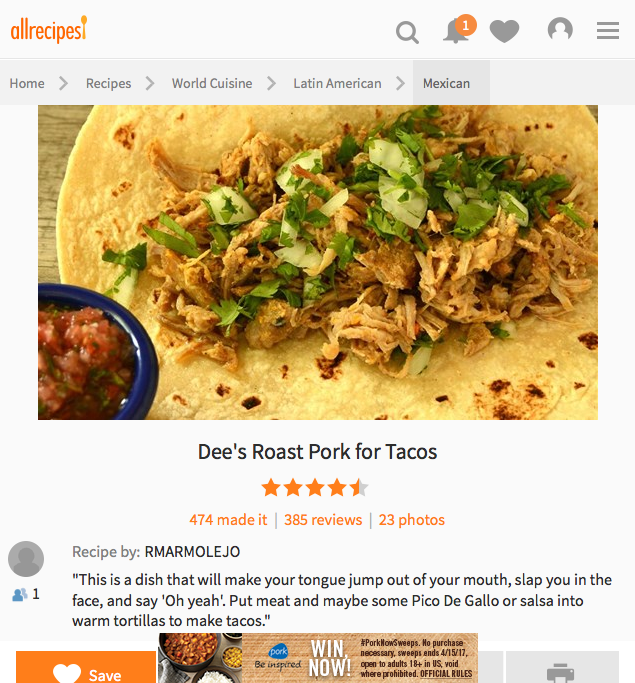 allrecipes
1
Home
Recipes
World Cuisine
Latin American
Mexican
Dee's Roast Pork for Tacos
474 made it | 385 reviews | 23 photos
Recipe by: RMARMOLEJO
1
"This is a dish that will make your tongue jump out of your mouth, slap you in the
face, and say 'Oh yeah'. Put meat and maybe some Pico De Gallo or salsa into
warm tortillas to make tacos."
Save
pork
Be inspired
WIN,
NOW!
#PorkNowSweeps. No purchase
necessary, sweeps ends 4/15/17,
open to adults 18+ in US, void
where prohibited. OFFICIAL RULES